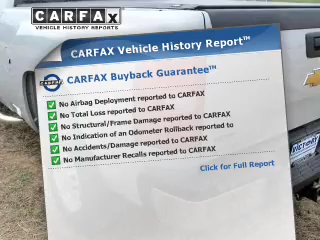 CARFAX
VEHICLE HISTORY REPORTS
CARFAX Vehicle History Report™
CARFAX Buyback Guarantee™
No Airbag Deployment reported to CARFAX
No Total Loss reported to CARFAX
No Structural/Frame Damage reported to CARFAX
No Indication of an Odometer Rollback reported to
No Accidents/Damage reported to CARFAX
No Manufacturer Recalls reported to CARFAX
Click for Full Report